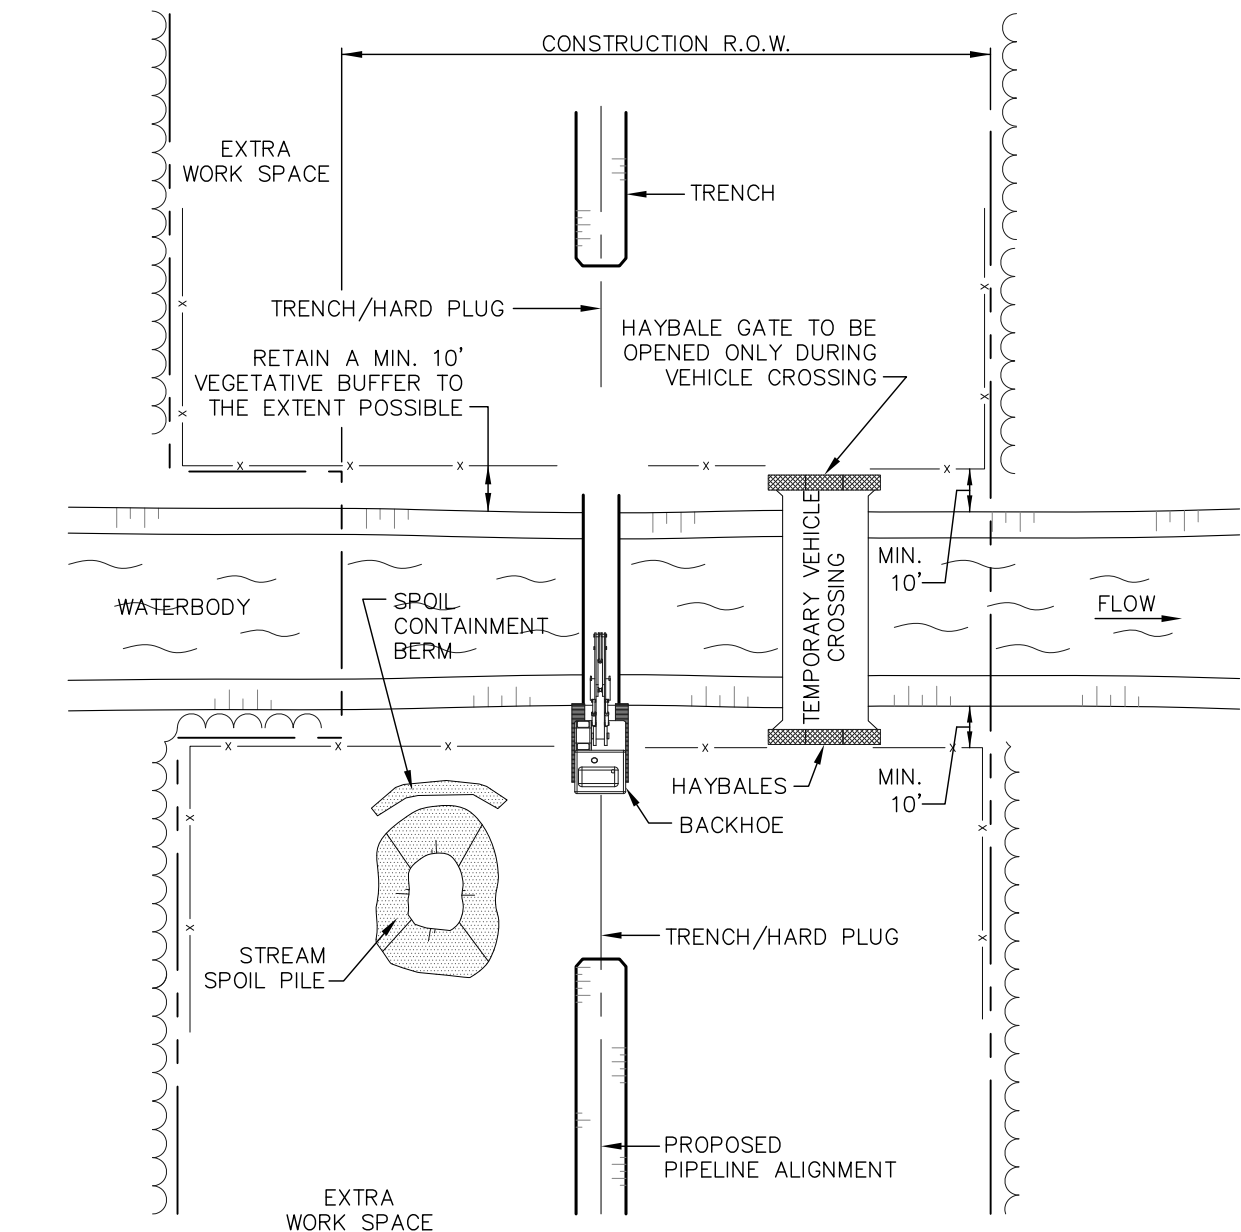 CONSTRUCTION R.O.W.
EXTRA
WORK SPACE
TRENCH
TRENCH/HARD PLUG
HAYBALE GATE TO BE
OPENED ONLY DURING
VEHICLE CROSSING
RETAIN A MIN. 10'
VEGETATIVE BUFFER TO
THE EXTENT POSSIBLE
TEMPORARY VEHICLE
CROSSING
MIN.
10'
WATERBODY
SPOIL
CONTAINMENT
BERM
FLOW
HAYBALES
MIN.
10'
BACKHOE
TRENCH/HARD PLUG
STREAM
SPOIL PILE
PROPOSED
PIPELINE ALIGNMENT
EXTRA
WORK SPACE